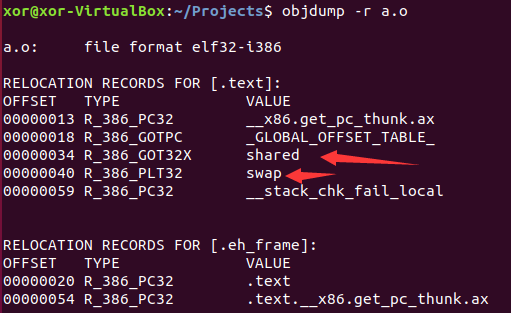 xor@xor-VirtualBox:~/Projects$ objdump -r a.o
a.o:     file format elf32-i386
RELOCATION RECORDS FOR [.text]:
OFFSET   TYPE              VALUE
00000013 R_386_PC32        __x86.get_pc_thunk.ax
00000018 R_386_GOTPC       _GLOBAL_OFFSET_TABLE_
00000034 R_386_GOT32X      shared
00000040 R_386_PLT32       swap
00000059 R_386_PC32        __stack_chk_fail_local
RELOCATION RECORDS FOR [.eh_frame]:
OFFSET   TYPE              VALUE
00000020 R_386_PC32        .text
00000054 R_386_PC32        .text.__x86.get_pc_thunk.ax